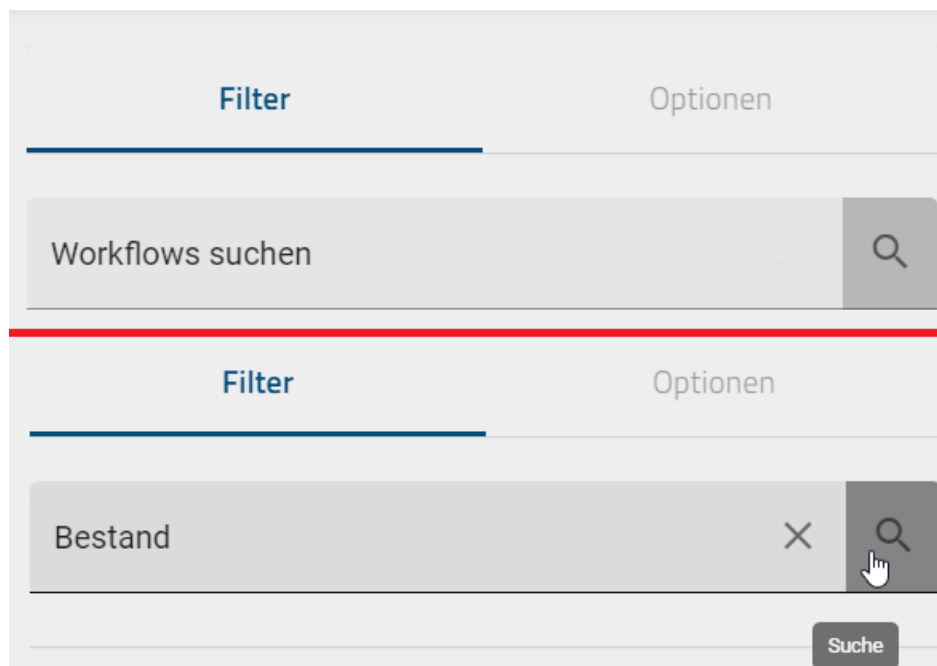 Filter Optionen
Workflows suchen
Filter Optionen
Bestand
Suche